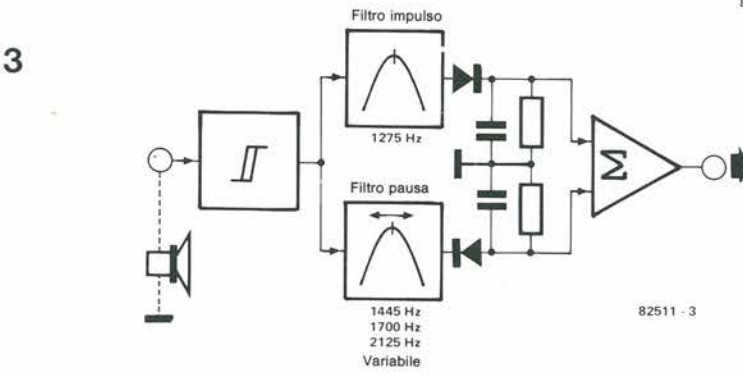 3
Filtro impulso
1275 Hz
Filtro pausa
1445 Hz
1700 Hz
2125 Hz
Variabile
Σ
82511 - 3